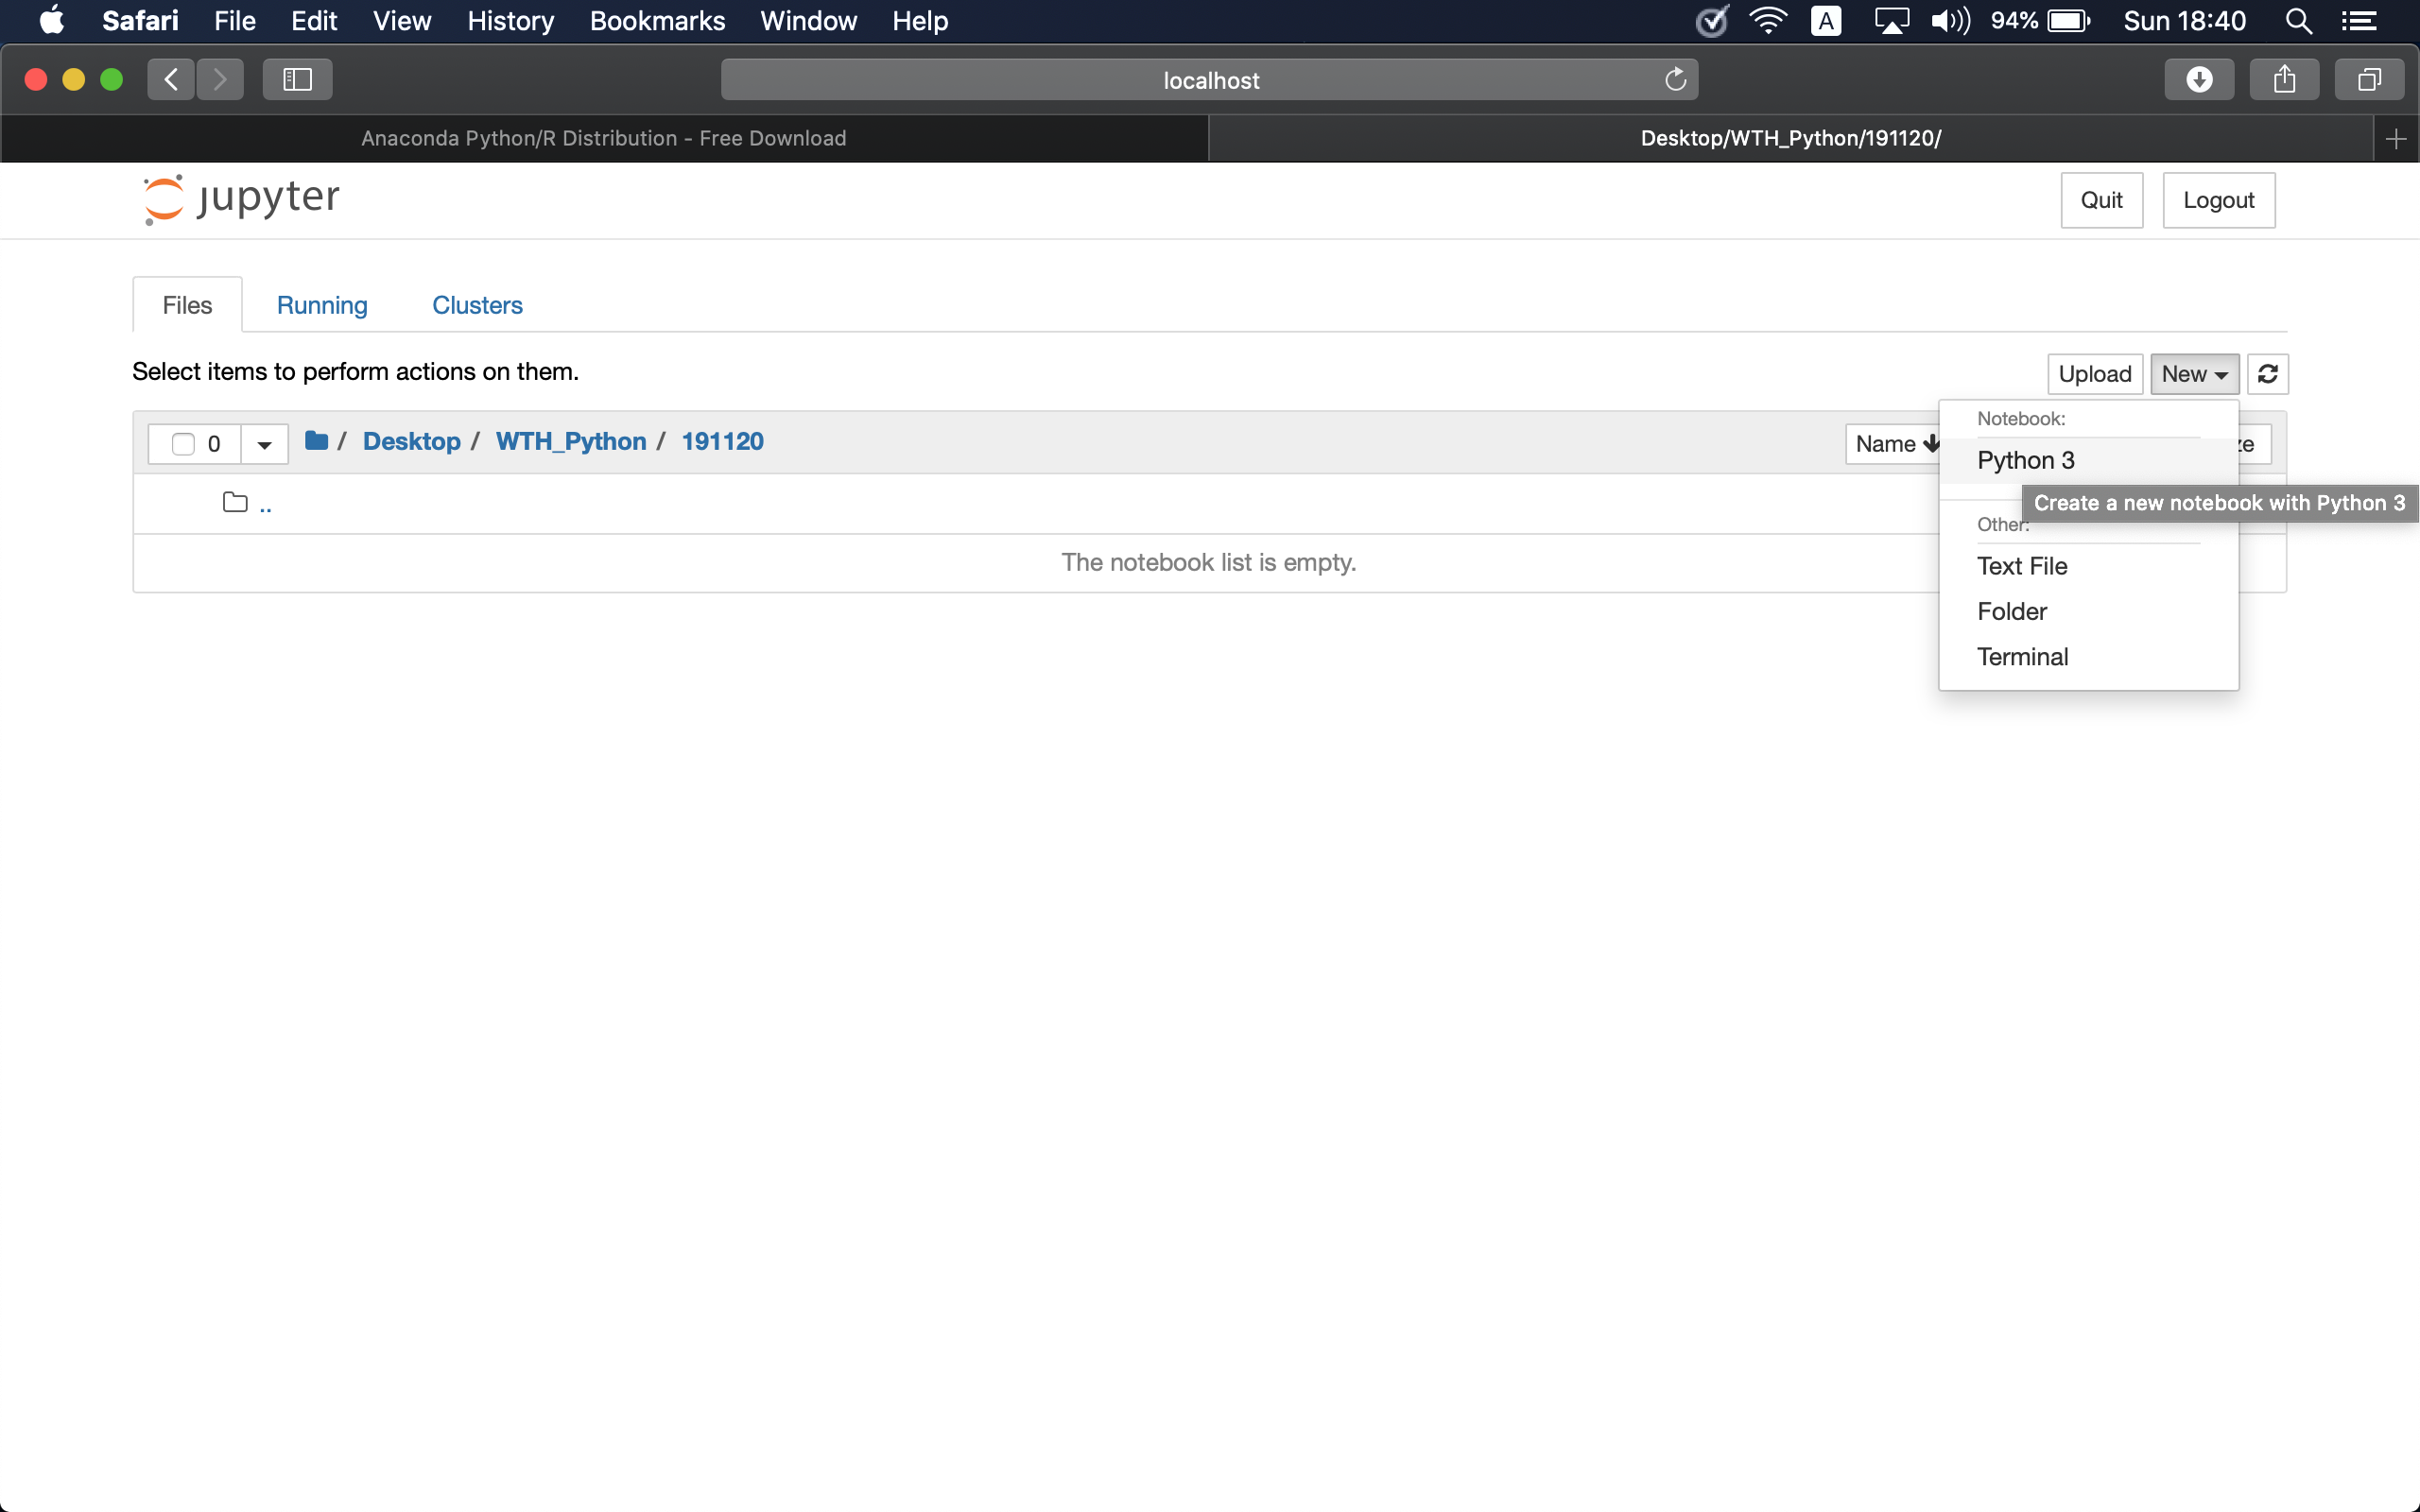 Safari File Edit View History Bookmarks Window Help A 94% Sun 18:40
localhost
Anaconda Python/R Distribution - Free Download Desktop/WTH_Python/191120/
jupyter Quit Logout
Files Running Clusters
Select items to perform actions on them. Upload New
0 / Desktop / WTH_Python / 191120 Name
Notebook:
Python 3
Create a new notebook with Python 3
..
Other:
The notebook list is empty.
Text File
Folder
Terminal